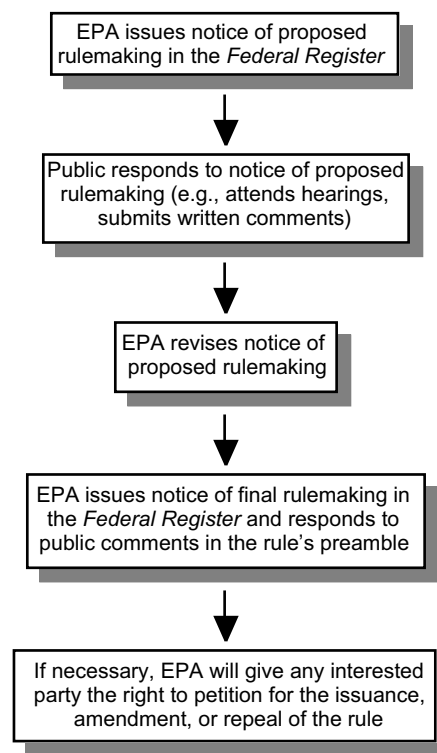 EPA issues notice of proposed
rulemaking in the Federal Register
Public responds to notice of proposed
rulemaking (e.g., attends hearings,
submits written comments)
EPA revises notice of
proposed rulemaking
EPA issues notice of final rulemaking in
the Federal Register and responds to
public comments in the rule's preamble
If necessary, EPA will give any interested
party the right to petition for the issuance,
amendment, or repeal of the rule